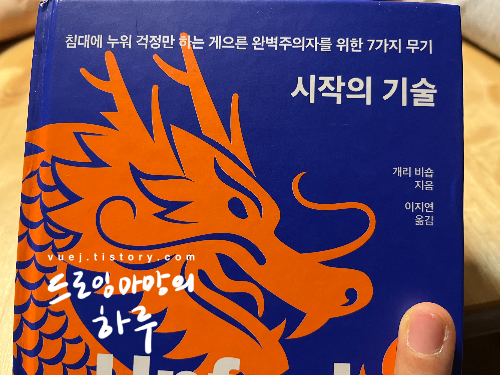 침대에 누워 걱정만 하는 게으른 완벽주의자를 위한 7가지 무기
시작의 기술
개리 비숍
지음
이지연
옮김
vuej.tistory.com
드로잉마망의
하루